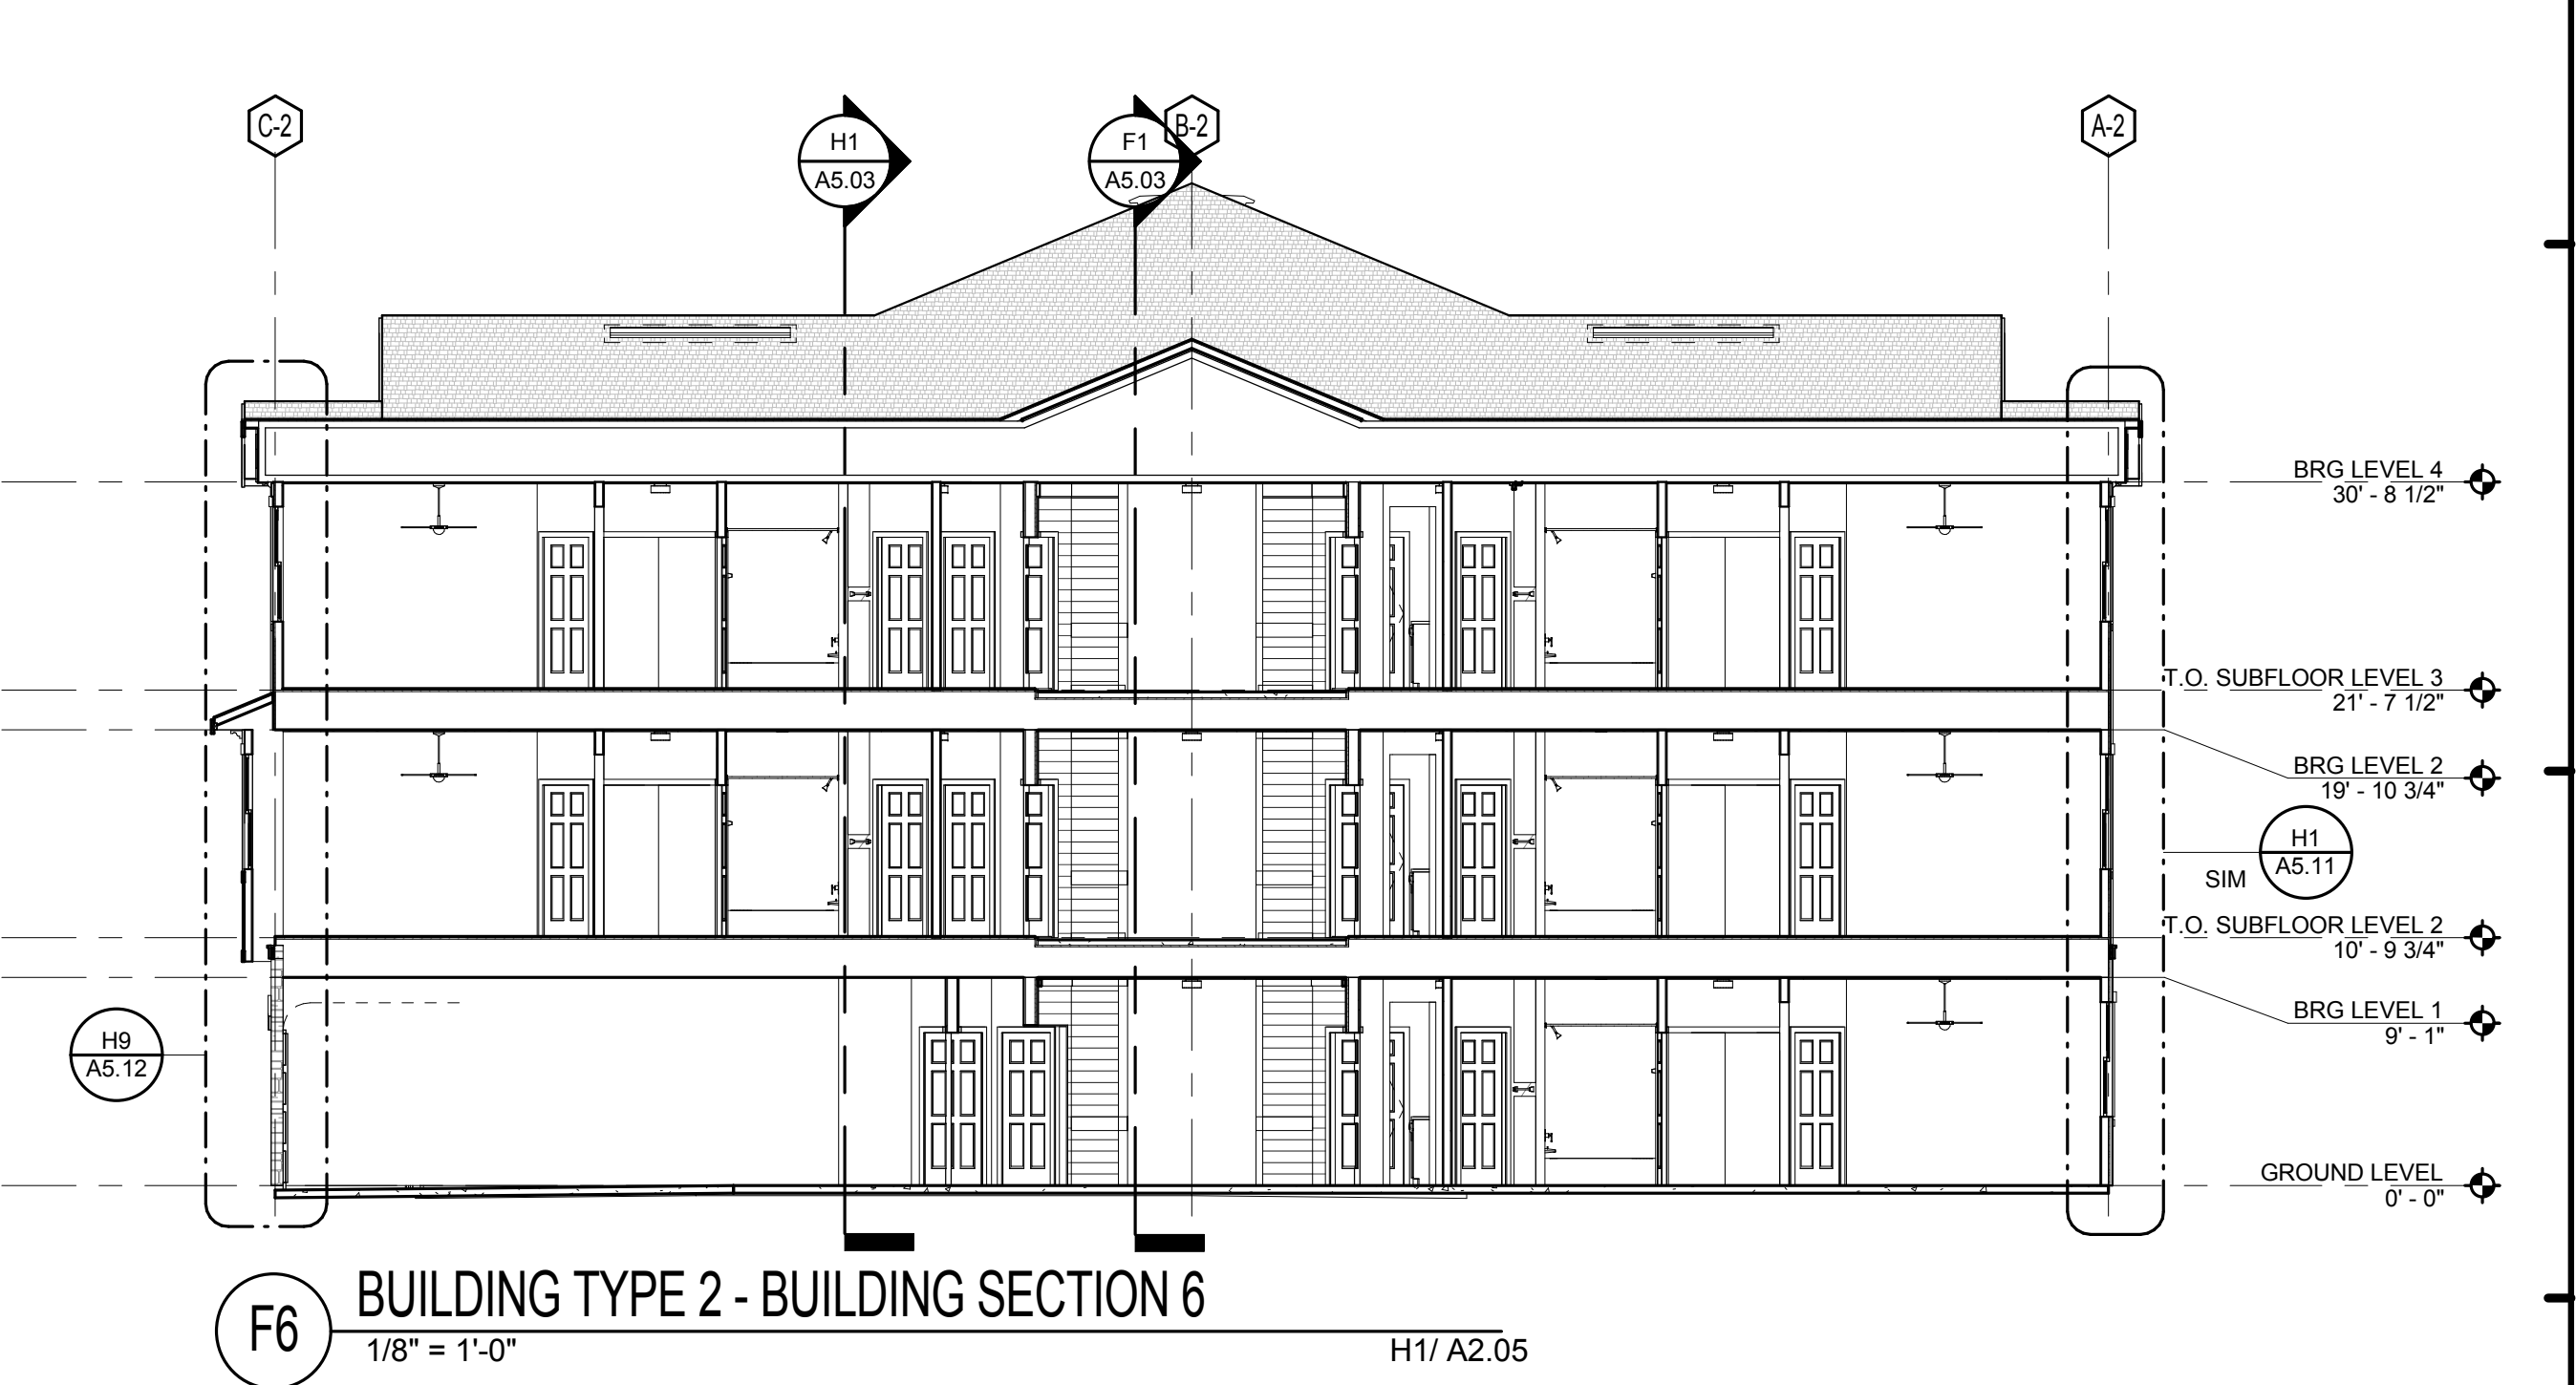 C-2
H1
A5.03
F1
A5.03
B-2
A-2
BRG LEVEL 4
30' - 8 1/2"
T.O. SUBFLOOR LEVEL 3
21' - 7 1/2"
BRG LEVEL 2
19' - 10 3/4"
H1
A5.11
SIM
T.O. SUBFLOOR LEVEL 2
10' - 9 3/4"
BRG LEVEL 1
9' - 1"
H9
A5.12
GROUND LEVEL
0' - 0"
F6
BUILDING TYPE 2 - BUILDING SECTION 6
1/8" = 1'-0"
H1/ A2.05